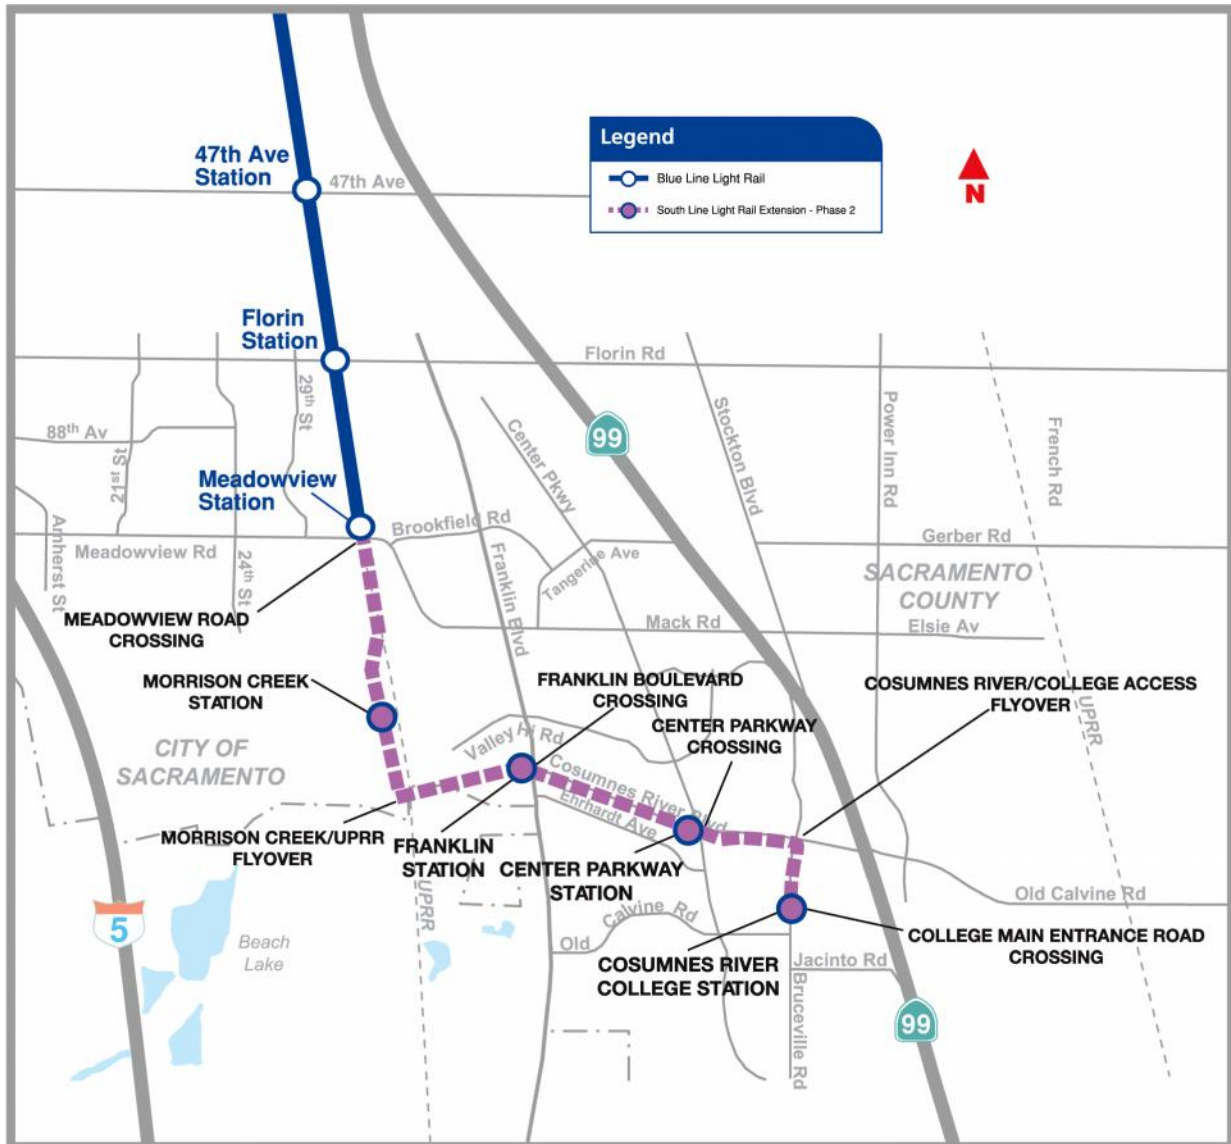 Legend
Blue Line Light Rail
South Line Light Rail Extension - Phase 2
N
47th Ave
Station
47th Ave
Florin
Station
Florin Rd
29th St
88th Av
21st St
Center Pkwy
99
Stockton Blvd
Power Inn Rd
French Rd
Meadowview
Station
Amherst St
Meadowview Rd
24th St
Brookfield Rd
Franklin Blvd
Tangerine Ave
Gerber Rd
SACRAMENTO
COUNTY
Mack Rd
Elsie Av
MEADOWVIEW ROAD
CROSSING
MORRISON CREEK
STATION
FRANKLIN BOULEVARD
CROSSING
COSUMNES RIVER/COLLEGE ACCESS
FLYOVER
CENTER PARKWAY
CROSSING
UPRR
CITY OF
SACRAMENTO
Valley Hi Rd
Cosumnes River Blvd
Ehrhardt Ave
MORRISON CREEK/UPRR
FLYOVER
FRANKLIN
STATION
CENTER PARKWAY
STATION
Old Calvine Rd
UPRR
5
Beach
Lake
Old Calvine Rd
COSUMNES RIVER
COLLEGE STATION
COLLEGE MAIN ENTRANCE ROAD
CROSSING
Jacinto Rd
Bruceville Rd
99